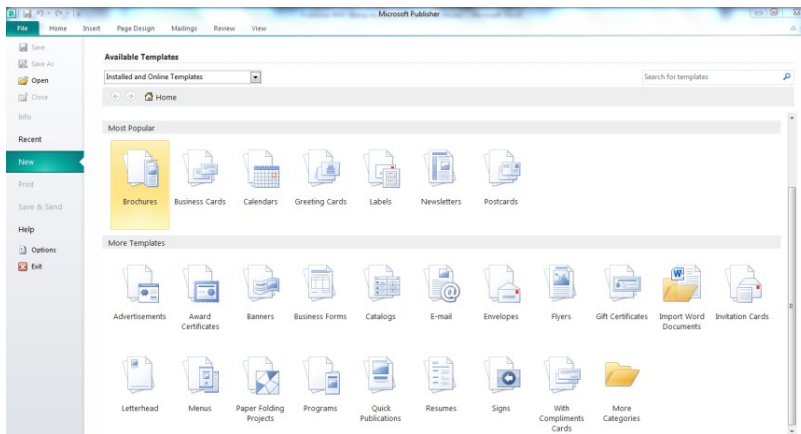 Microsoft Publisher
File Home Insert Page Design Mailings Review View
Save
Save As
Open
Close
Info
Recent
New
Print
Save & Send
Help
Options
Exit
Available Templates
Installed and Online Templates
Search for templates
Home
Most Popular
Brochures Business Cards Calendars Greeting Cards Labels Newsletters Postcards
More Templates
Advertisements Award Certificates Banners Business Forms Catalogs E-mail Envelopes Flyers Gift Certificates Import Word Documents Invitation Cards
Letterhead Menus Paper Folding Projects Programs Quick Publications Resumes Signs With Compliments Cards More Categories